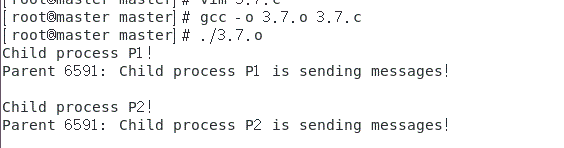 [root@master master]# vim 3.7.c
[root@master master]# gcc -o 3.7.o 3.7.c
[root@master master]# ./3.7.o
Child process P1!
Parent 6591: Child process P1 is sending messages!
Child process P2!
Parent 6591: Child process P2 is sending messages!